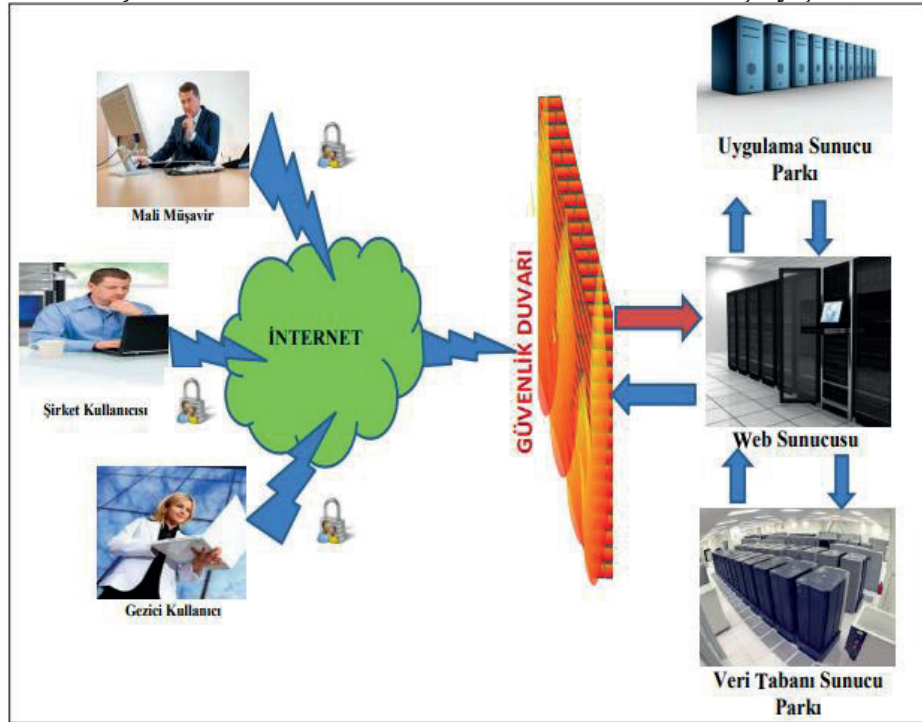 Mali Müşavir
Şirket Kullanıcısı
Gezici Kullanıcı
İNTERNET
GÜVENLİK DUVARI
Uygulama Sunucu
Parkı
Web Sunucusu
Veri Tabanı Sunucu
Parkı